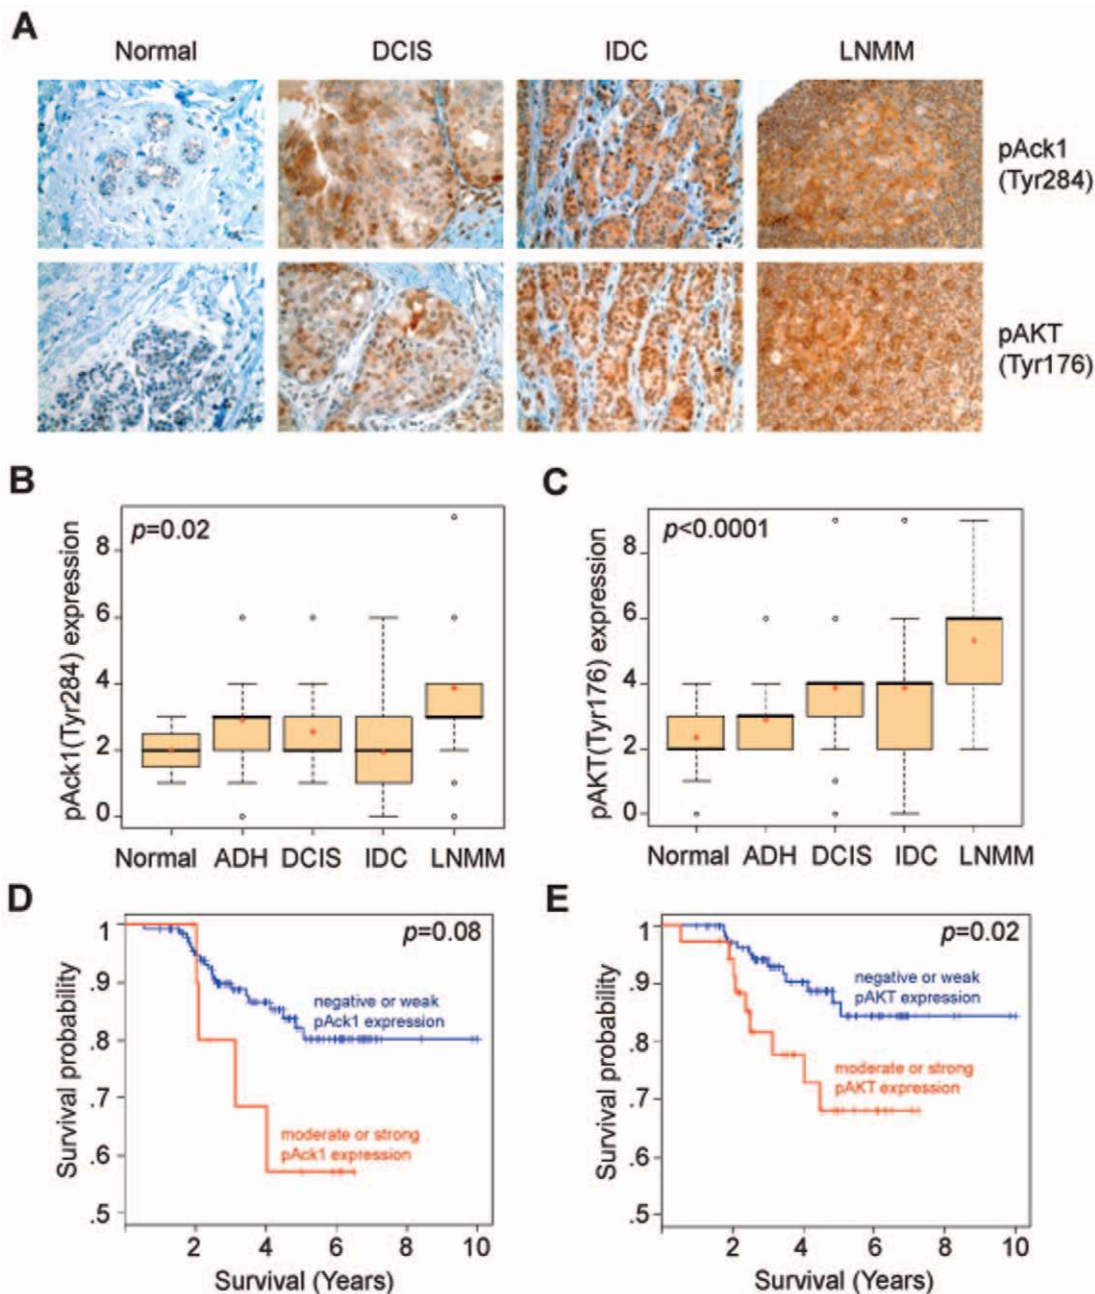 A
Normal DCIS IDC LNMM
pAck1
(Tyr284)
pAKT
(Tyr176)
B
p=0.02
pAck1(Tyr284) expression
8
6
4
2
0
Normal ADH DCIS IDC LNMM
C
p<0.0001
pAKT(Tyr176) expression
8
6
4
2
0
Normal ADH DCIS IDC LNMM
D
p=0.08
Survival probability
1
.9
.8
.7
.6
.5
negative or weak
pAck1 expression
moderate or strong
pAck1 expression
2 4 6 8 10
Survival (Years)
E
p=0.02
Survival probability
1
.9
.8
.7
.6
.5
negative or weak
pAKT expression
moderate or strong
pAKT expression
2 4 6 8 10
Survival (Years)